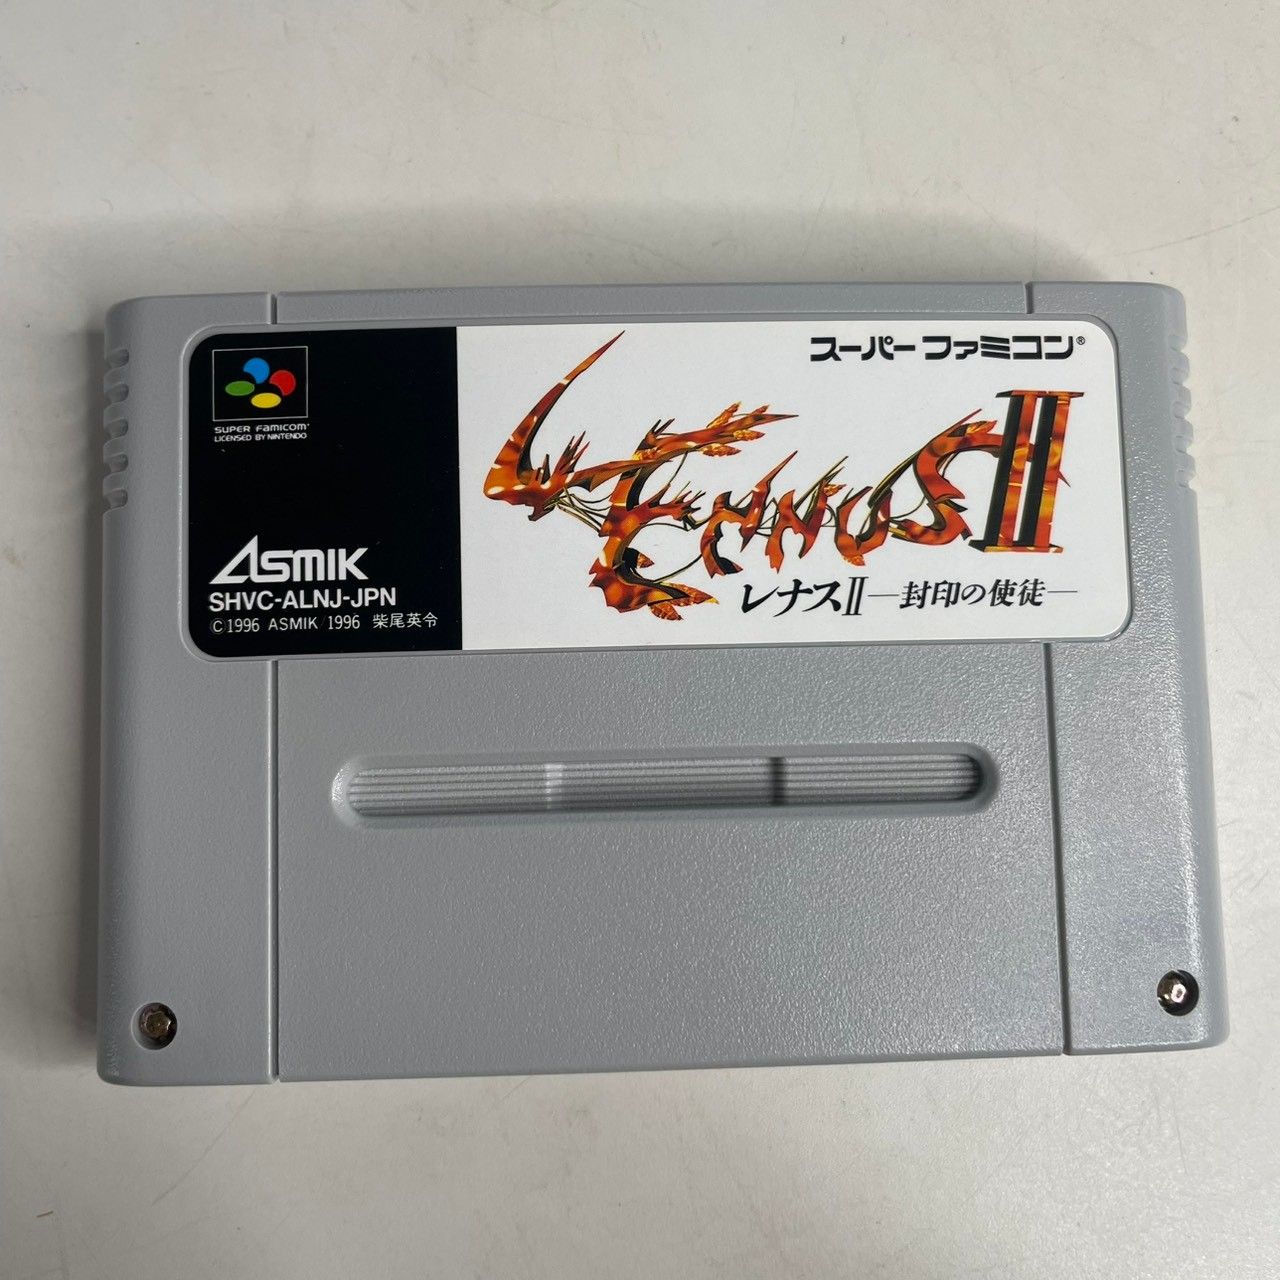 SUPER FAMICOM
LICENSED BY NINTENDO
ASMIK
SHVC-ALNJ-JPN
©1996 ASMIK/1996 柴尾英令
スーパーファミコン®
LENNUS II
レナスII—封印の使徒—